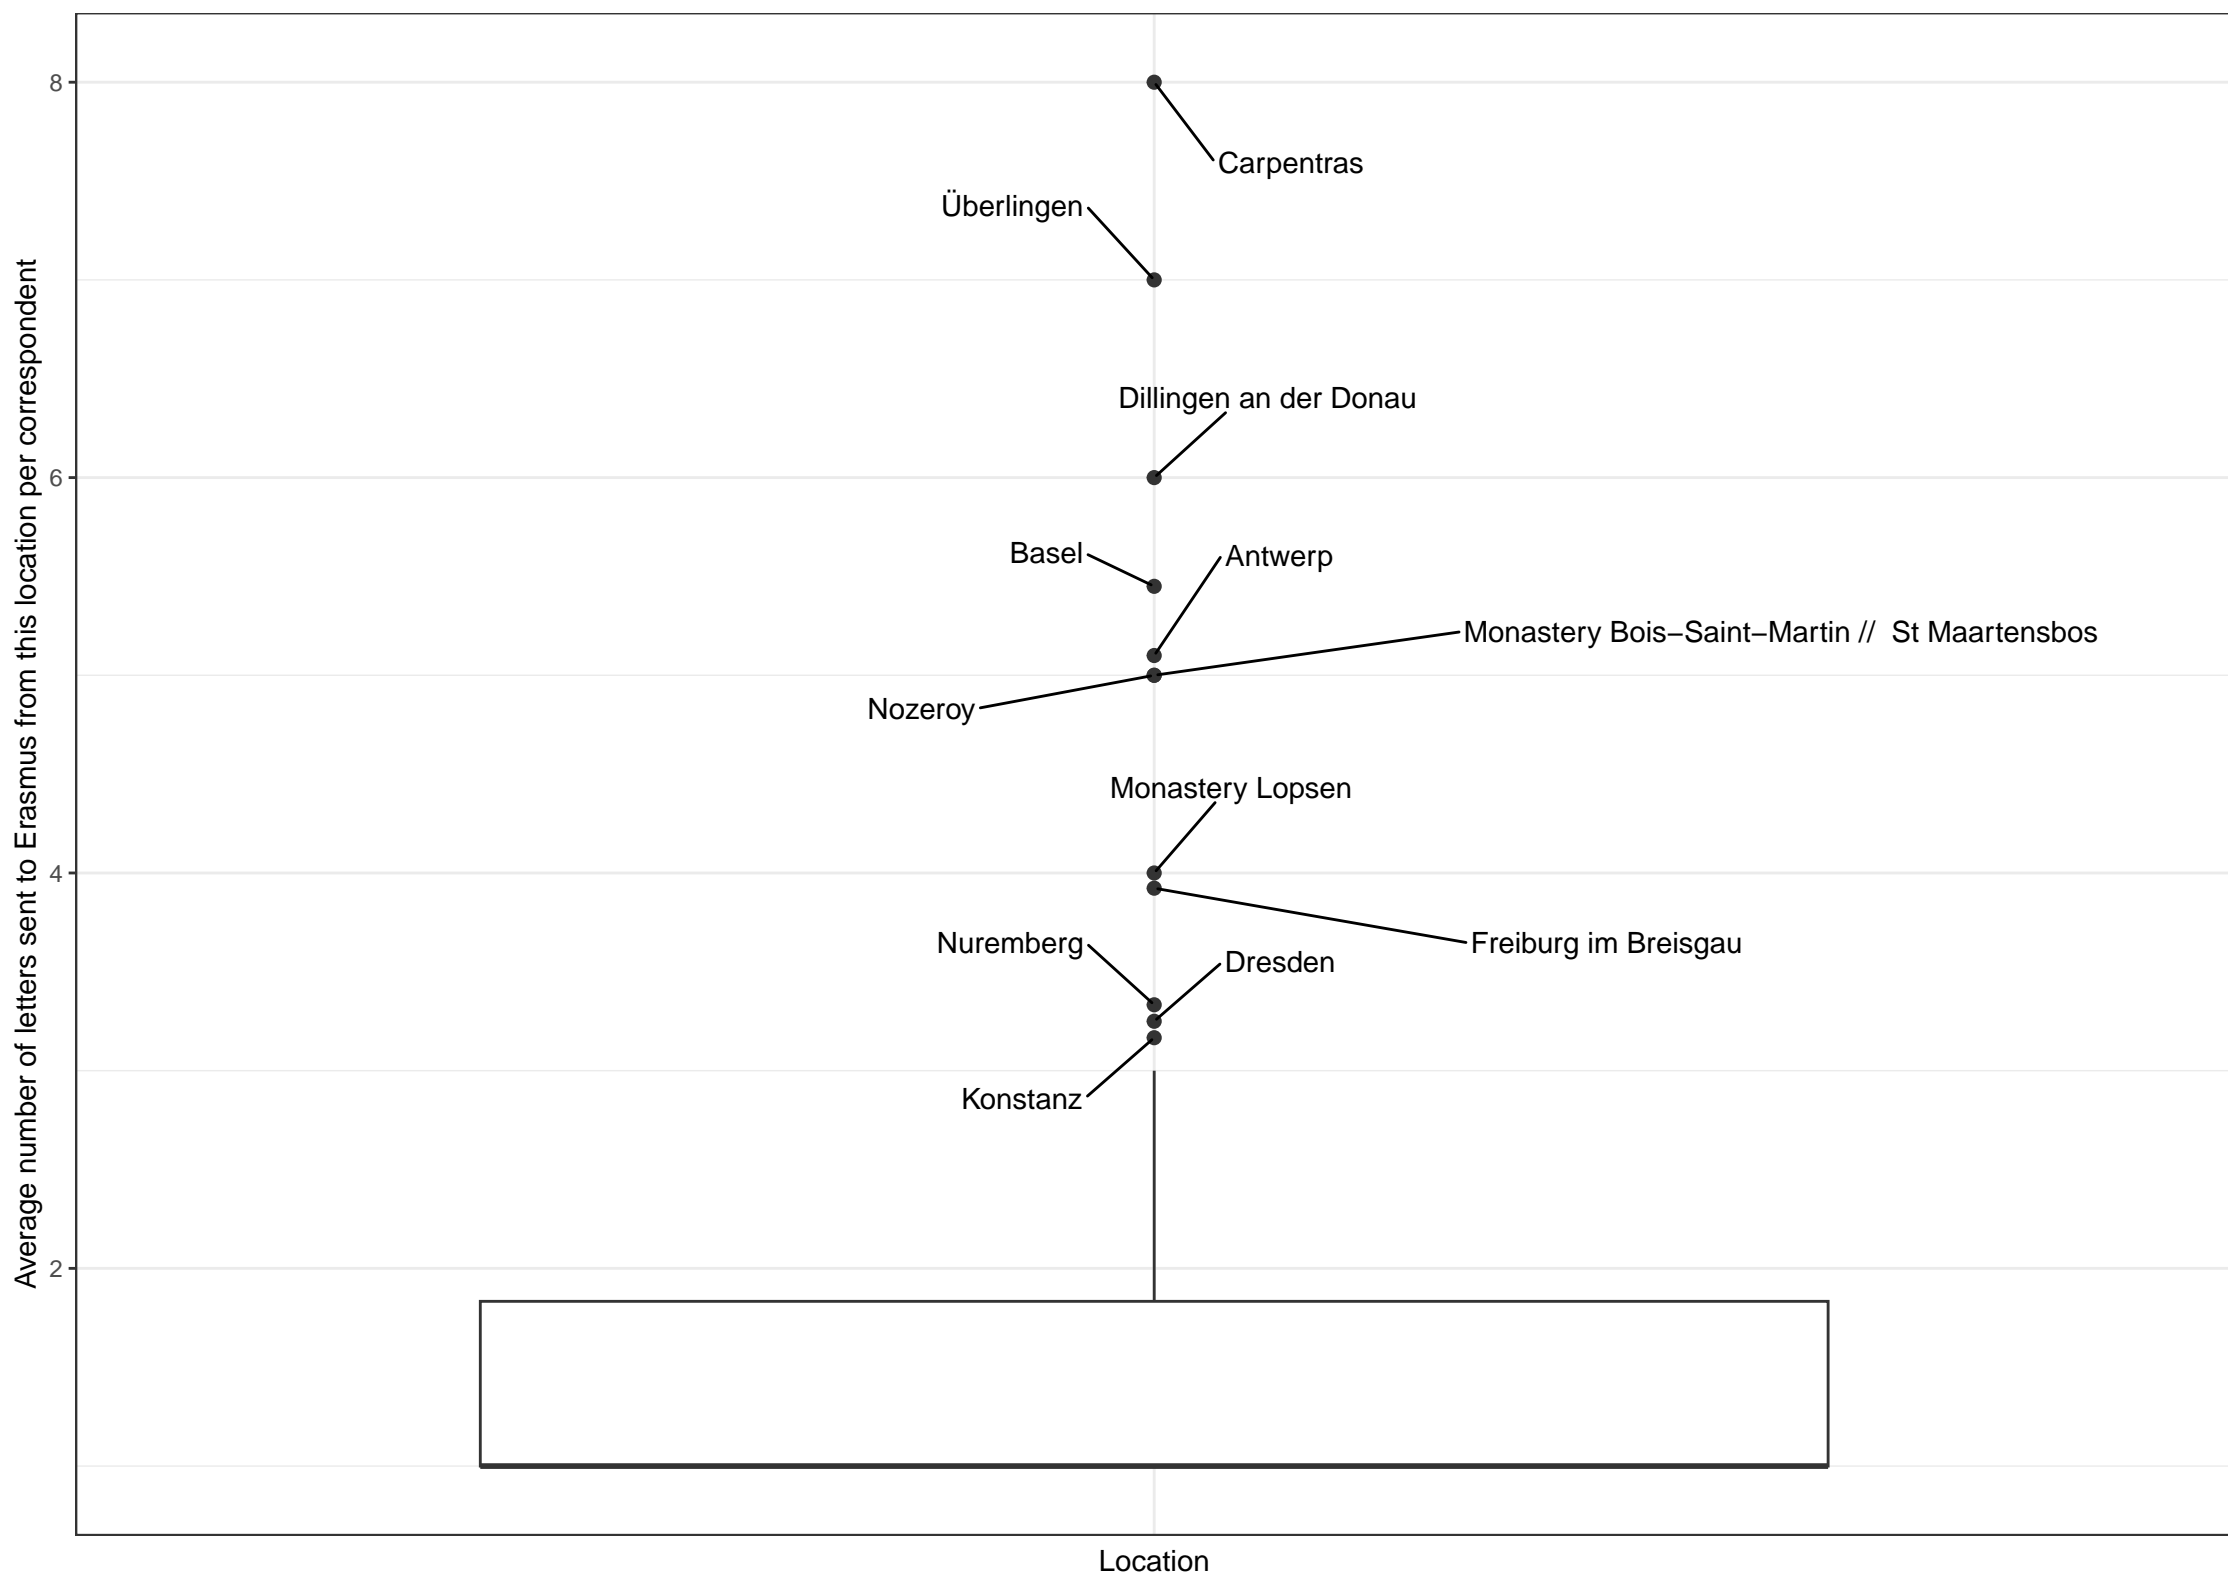 8
Carpentras
Überlingen
Dillingen an der Donau
6
Basel
Antwerp
Monastery Bois−Saint−Martin //  St Maartensbos
Nozeroy
Monastery Lopsen
4
Freiburg im Breisgau
Nuremberg
Dresden
Konstanz
2
Average number of letters sent to Erasmus from this location per correspondent
Location